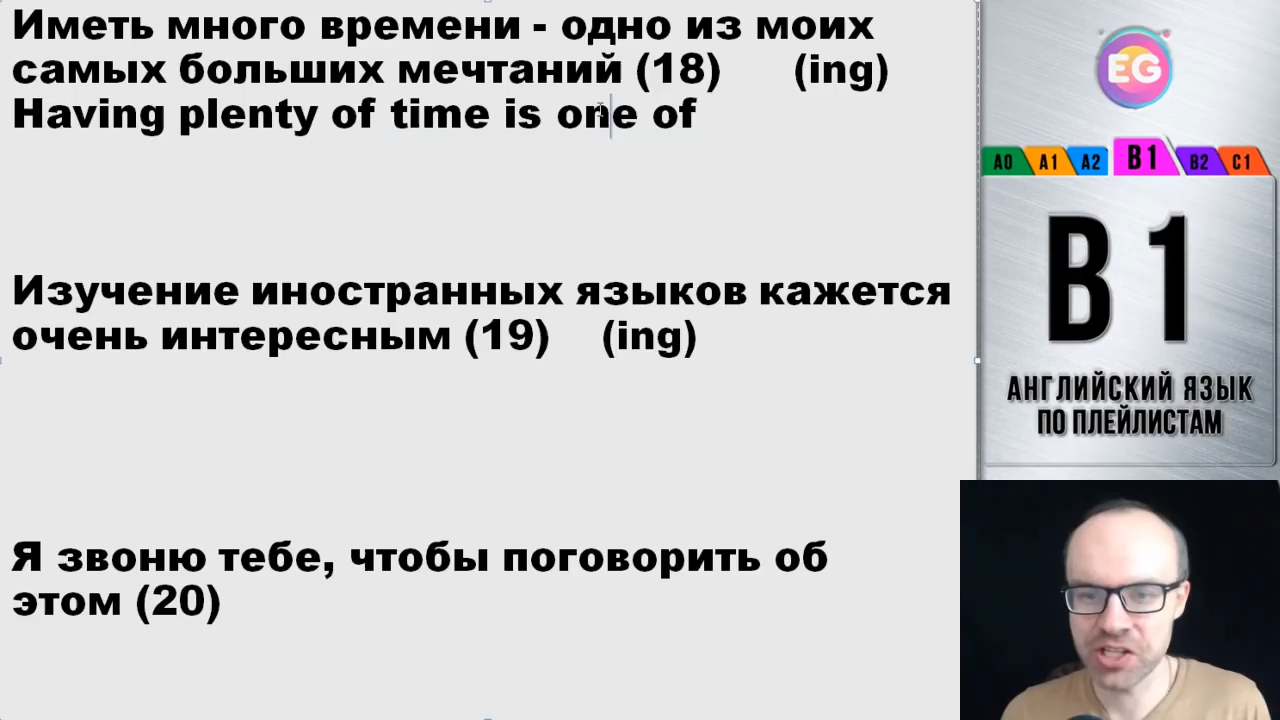 Иметь много времени - одно из моих
самых больших мечтаний (18) (ing)
Having plenty of time is one of
Изучение иностранных языков кажется
очень интересным (19) (ing)
Я звоню тебе, чтобы поговорить об
этом (20)
EG
A0 A1 A2 B1 B2 C1
B1
АНГЛИЙСКИЙ ЯЗЫК
ПО ПЛЕЙЛИСТАМ